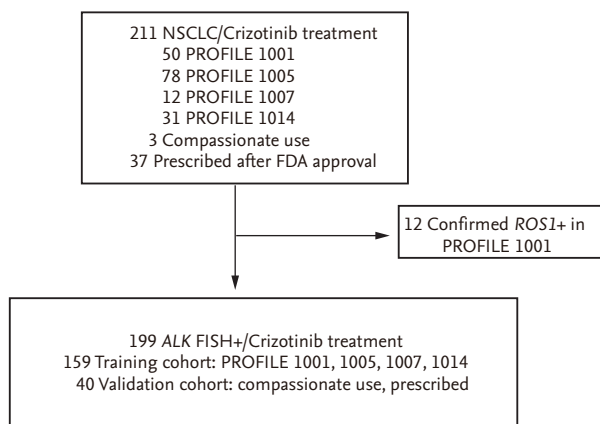 211 NSCLC/Crizotinib treatment
50 PROFILE 1001
78 PROFILE 1005
12 PROFILE 1007
31 PROFILE 1014
3 Compassionate use
37 Prescribed after FDA approval
12 Confirmed ROS1+ in
PROFILE 1001
199 ALK FISH+/Crizotinib treatment
159 Training cohort: PROFILE 1001, 1005, 1007, 1014
40 Validation cohort: compassionate use, prescribed